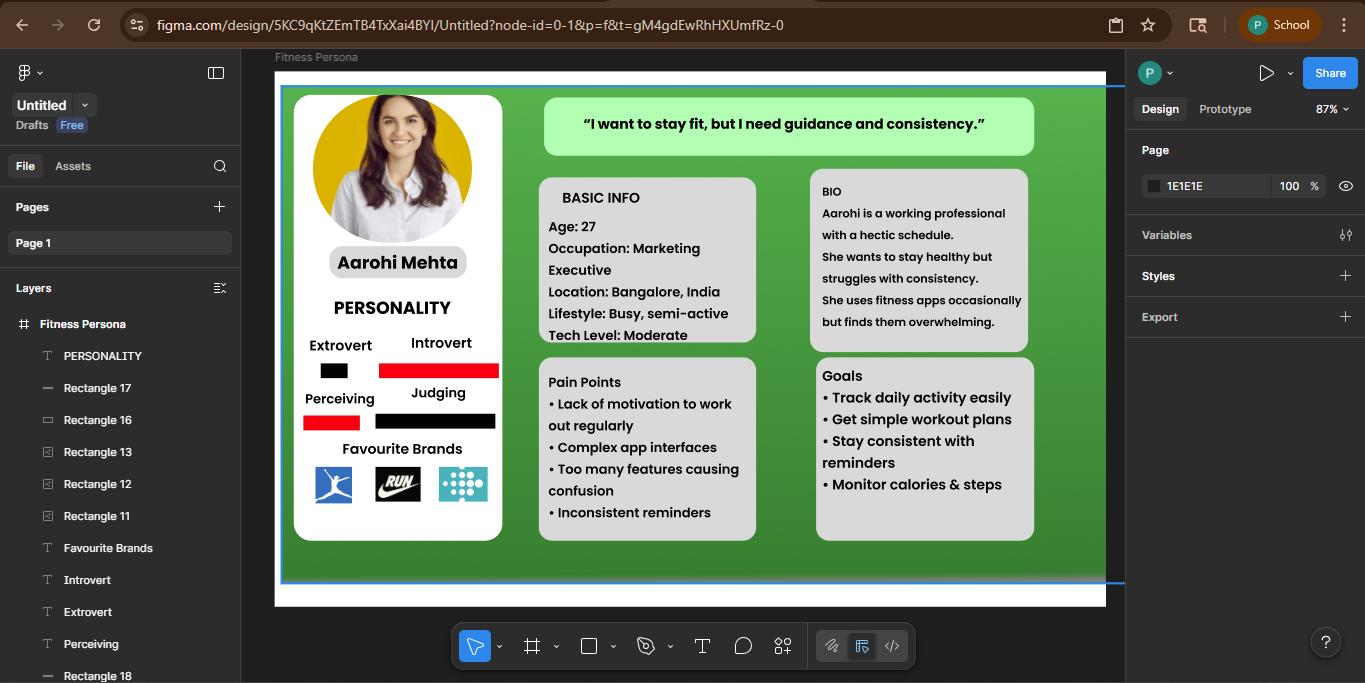 figma.com/design/5KC9qKtZEmTB4TxXai4BYI/Untitled?node-id=0-1&p=f&t=gM4gdEwRhHXUmfRz-0
P School
Untitled
Drafts Free
File Assets
Pages
Page 1
Layers
Fitness Persona
PERSONALITY
Rectangle 17
Rectangle 16
Rectangle 13
Rectangle 12
Rectangle 11
Favourite Brands
Introvert
Extrovert
Perceiving
Rectangle 18
Fitness Persona
Aarohi Mehta
PERSONALITY
Extrovert Introvert
Perceiving Judging
Favourite Brands
RUN
“I want to stay fit, but I need guidance and consistency.”
BASIC INFO
Age: 27
Occupation: Marketing
Executive
Location: Bangalore, India
Lifestyle: Busy, semi-active
Tech Level: Moderate
BIO
Aarohi is a working professional
with a hectic schedule.
She wants to stay healthy but
struggles with consistency.
She uses fitness apps occasionally
but finds them overwhelming.
Pain Points
• Lack of motivation to work
out regularly
• Complex app interfaces
• Too many features causing
confusion
• Inconsistent reminders
Goals
• Track daily activity easily
• Get simple workout plans
• Stay consistent with
reminders
• Monitor calories & steps
P
Share
Design Prototype 87%
Page
1E1E1E 100 %
Variables
Styles
Export
?